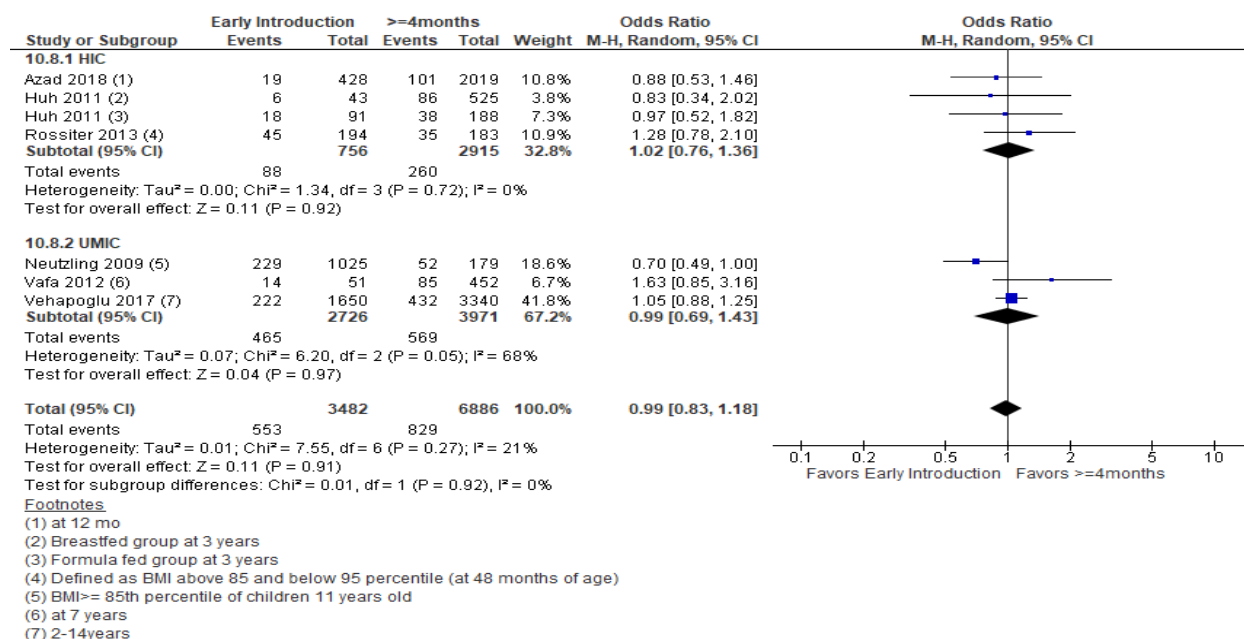 Early Introduction >=4months Odds Ratio Odds Ratio
Study or Subgroup Events Total Events Total Weight M-H, Random, 95% CI M-H, Random, 95% CI
10.8.1 HIC
Azad 2018 (1) 19 428 101 2019 10.8% 0.88 [0.53, 1.46]
Huh 2011 (2) 6 43 86 525 3.8% 0.83 [0.34, 2.02]
Huh 2011 (3) 18 91 38 188 7.3% 0.97 [0.52, 1.82]
Rossiter 2013 (4) 45 194 35 183 10.9% 1.28 [0.78, 2.10]
Subtotal (95% CI) 756 2915 32.8% 1.02 [0.76, 1.36]
Total events 88 260
Heterogeneity: Tau² = 0.00; Chi² = 1.34, df = 3 (P = 0.72); I² = 0%
Test for overall effect: Z = 0.11 (P = 0.92)
10.8.2 UMIC
Neutzling 2009 (5) 229 1025 52 179 18.6% 0.70 [0.49, 1.00]
Vafa 2012 (6) 14 51 85 452 6.7% 1.63 [0.85, 3.16]
Vehapoglu 2017 (7) 222 1650 432 3340 41.8% 1.05 [0.88, 1.25]
Subtotal (95% CI) 2726 3971 67.2% 0.99 [0.69, 1.43]
Total events 465 569
Heterogeneity: Tau² = 0.07; Chi² = 6.20, df = 2 (P = 0.05); I² = 68%
Test for overall effect: Z = 0.04 (P = 0.97)
Total (95% CI) 3482 6886 100.0% 0.99 [0.83, 1.18]
Total events 553 829
Heterogeneity: Tau² = 0.01; Chi² = 7.55, df = 6 (P = 0.27); I² = 21%
Test for overall effect: Z = 0.11 (P = 0.91)
Test for subgroup differences: Chi² = 0.01, df = 1 (P = 0.92), I² = 0%
0.1 0.2 0.5 1 2 5 10
Favors Early Introduction Favors >=4months
Footnotes
(1) at 12 mo
(2) Breastfed group at 3 years
(3) Formula fed group at 3 years
(4) Defined as BMI above 85 and below 95 percentile (at 48 months of age)
(5) BMI>= 85th percentile of children 11 years old
(6) at 7 years
(7) 2-14years